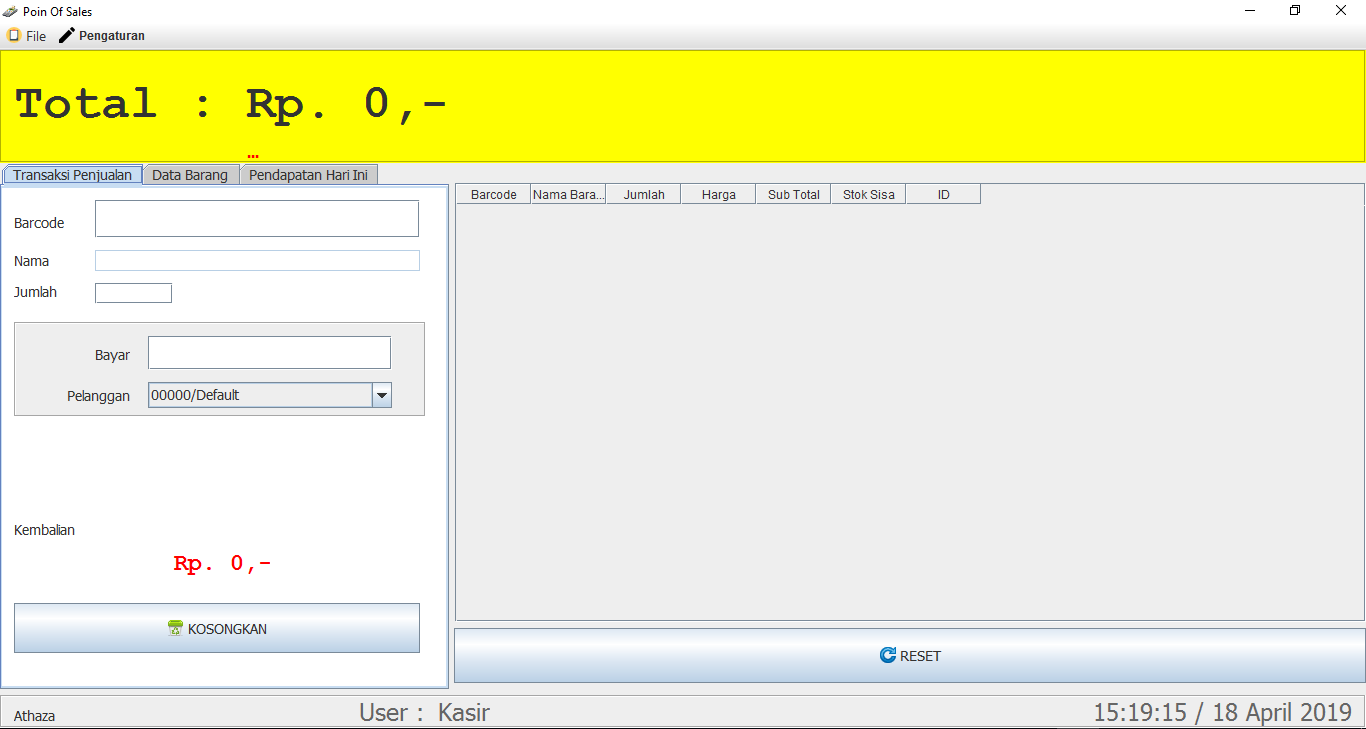 Poin Of Sales
File Pengaturan
Total : Rp. 0,-
...
Transaksi Penjualan Data Barang Pendapatan Hari Ini
Barcode Nama Bara... Jumlah Harga Sub Total Stok Sisa ID
Barcode
Nama
Jumlah
Bayar
Pelanggan 00000/Default
Kembalian
Rp. 0,-
KOSONGKAN
RESET
Athaza User : Kasir 15:19:15 / 18 April 2019